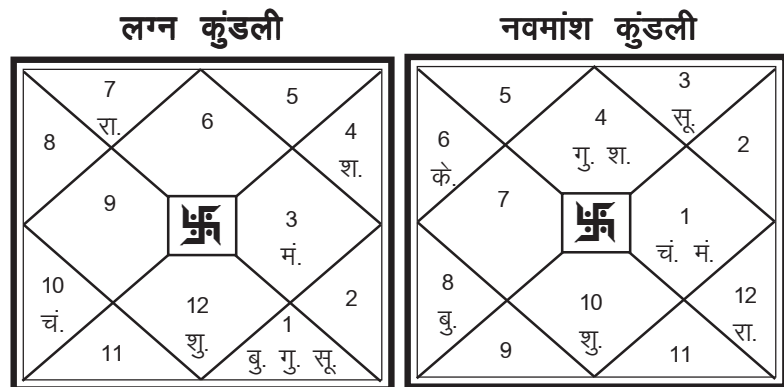 लग्न कुंडली
7
रा.
6
5
8
4
श.
9
3
मं.
10
चं.
12
शु.
2
11
1
बु. गु. सू.
नवमांश कुंडली
5
4
गु. श.
3
सू.
6
के.
2
7
1
चं. मं.
8
बु.
10
शु.
12
रा.
9
11